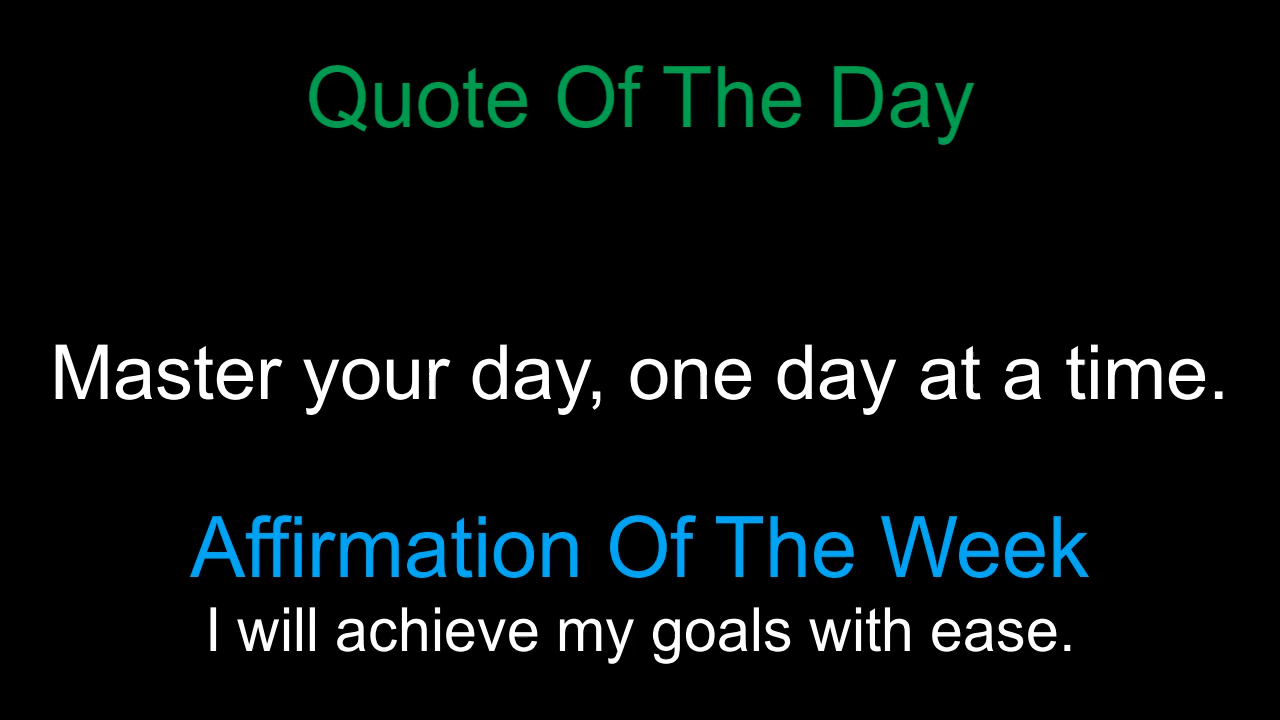 Quote Of The Day
Master your day, one day at a time.
Affirmation Of The Week
I will achieve my goals with ease.